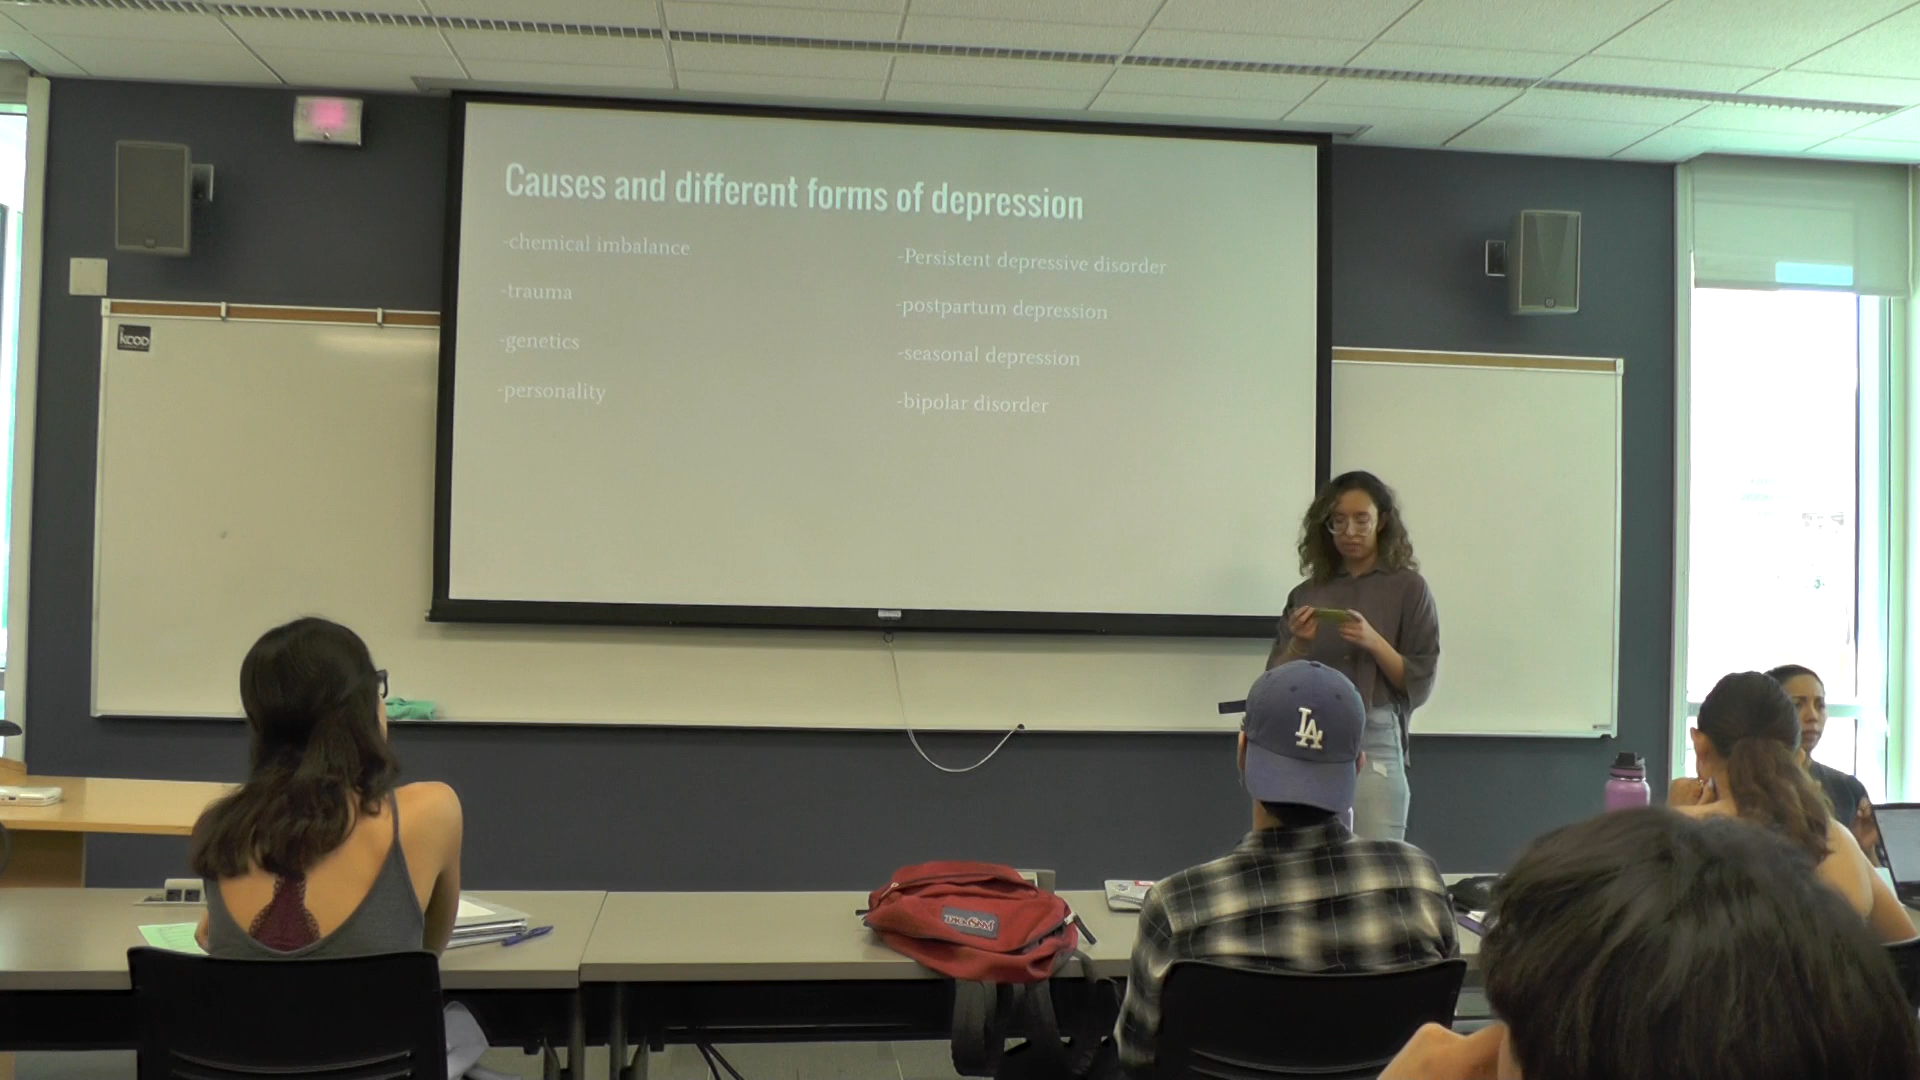 Causes and different forms of depression
-chemical imbalance
-trauma
-genetics
-personality
-Persistent depressive disorder
-postpartum depression
-seasonal depression
-bipolar disorder
LA
JANSPORT